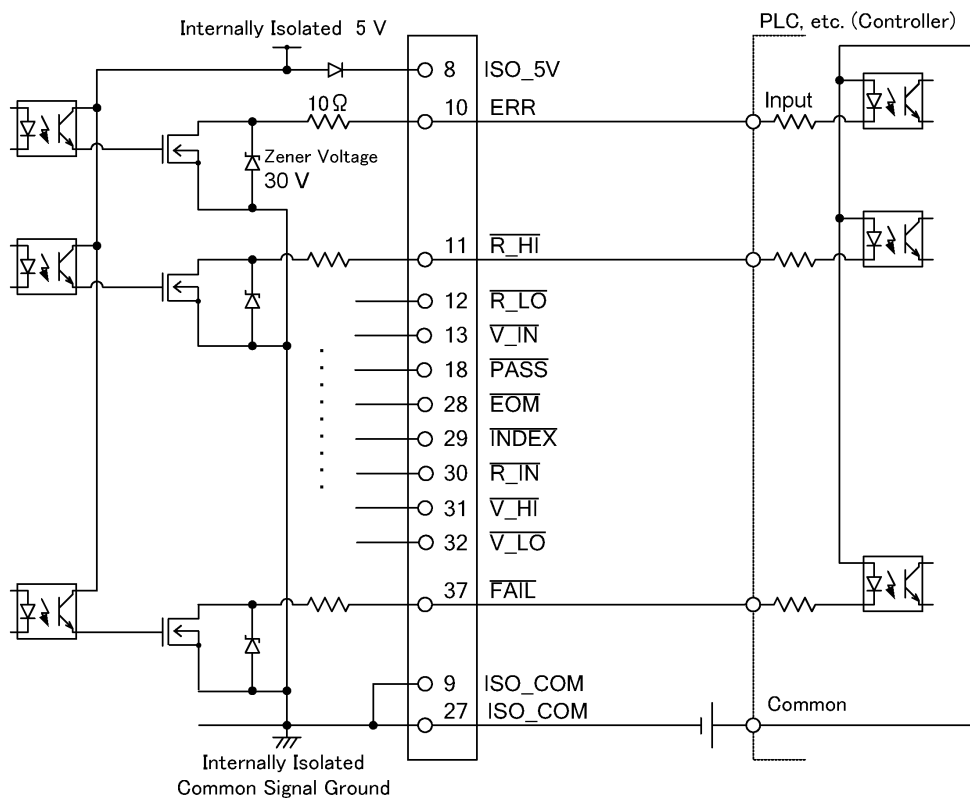 PLC, etc. (Controller)
Internally Isolated 5 V
8 ISO_5V
10Ω
10 ERR
Input
Zener Voltage
30 V
11 R_HI
12 R_LO
13 V_IN
18 PASS
28 EOM
29 INDEX
30 R_IN
31 V_HI
32 V_LO
37 FAIL
9 ISO_COM
27 ISO_COM
Common
Internally Isolated
Common Signal Ground